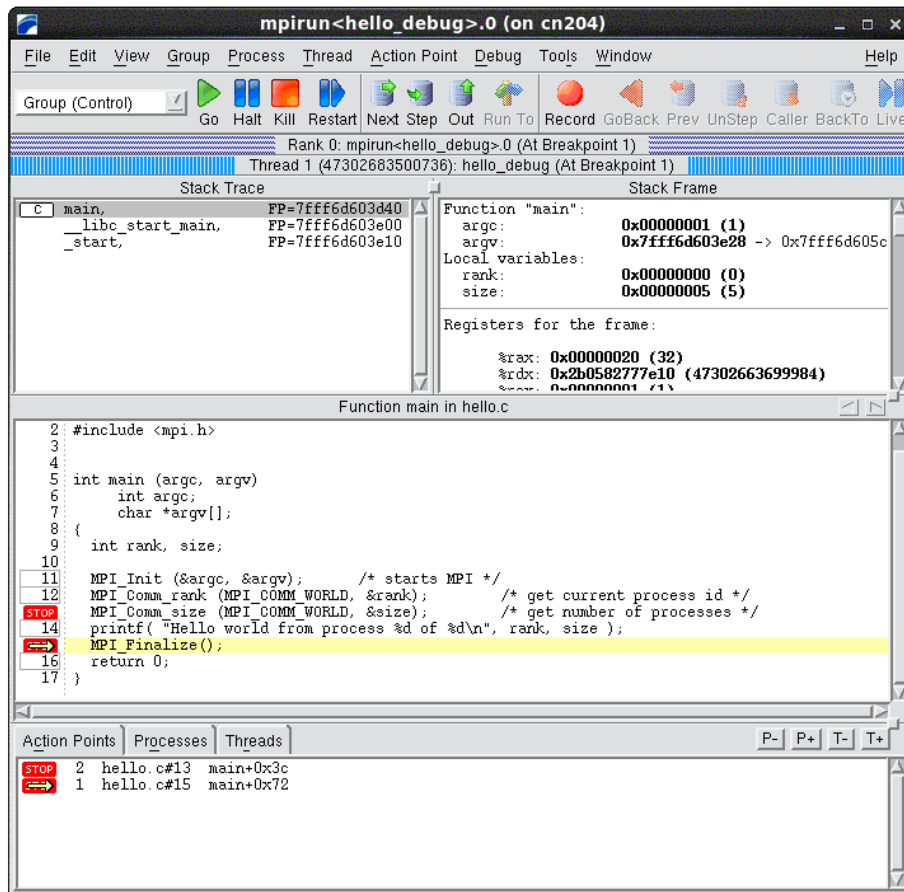 mpirun<hello_debug>.0 (on cn204)
File Edit View Group Process Thread Action Point Debug Tools Window Help
Group (Control)
Go Halt Kill Restart Next Step Out Run To Record GoBack Prev UnStep Caller BackTo Live
Rank 0: mpirun<hello_debug>.0 (At Breakpoint 1)
Thread 1 (47302683500736): hello_debug (At Breakpoint 1)
Stack Trace
C main, FP=7fff6d603d40
__libc_start_main, FP=7fff6d603e00
_start, FP=7fff6d603e10
Stack Frame
Function "main":
argc: 0x00000001 (1)
argv: 0x7fff6d603e28 -> 0x7fff6d605c
Local variables:
rank: 0x00000000 (0)
size: 0x00000005 (5)
Registers for the frame:
%rax: 0x00000020 (32)
%rdx: 0x2b0582777e10 (47302663699984)
Function main in hello.c
2 #include <mpi.h>
3
4
5 int main (argc, argv)
6 int argc;
7 char *argv[];
8 {
9 int rank, size;
10
11 MPI_Init (&argc, &argv); /* starts MPI */
12 MPI_Comm_rank (MPI_COMM_WORLD, &rank); /* get current process id */
STOP MPI_Comm_size (MPI_COMM_WORLD, &size); /* get number of processes */
14 printf( "Hello world from process %d of %d\n", rank, size );
MPI_Finalize();
16 return 0;
17 }
Action Points Processes Threads P- P+ T- T+
STOP 2 hello.c#13 main+0x3c
1 hello.c#15 main+0x72